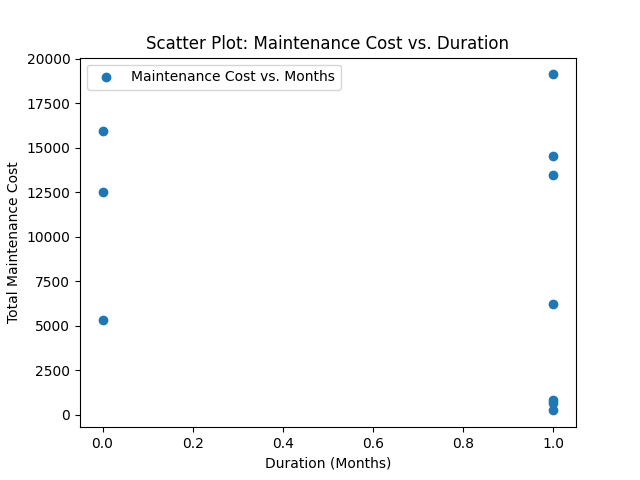 Scatter Plot: Maintenance Cost vs. Duration
Maintenance Cost vs. Months
Total Maintenance Cost
20000
17500
15000
12500
10000
7500
5000
2500
0
0.0 0.2 0.4 0.6 0.8 1.0
Duration (Months)